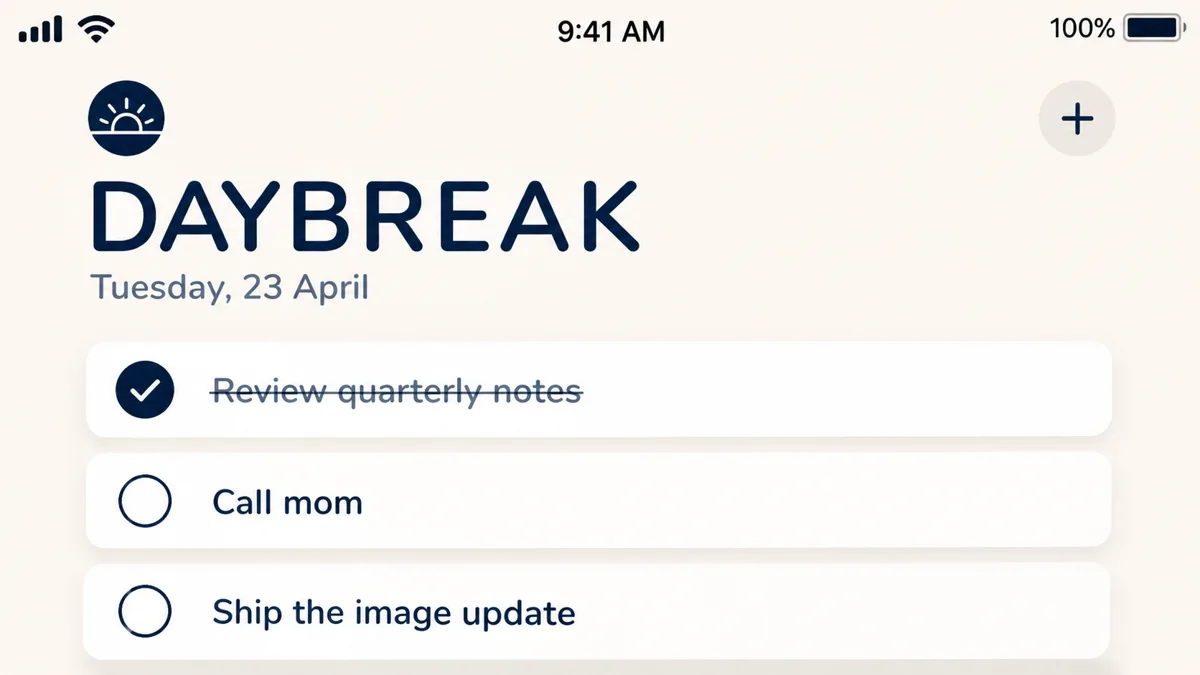 9:41 AM
100%
DAYBREAK
Tuesday, 23 April
Review quarterly notes
Call mom
Ship the image update